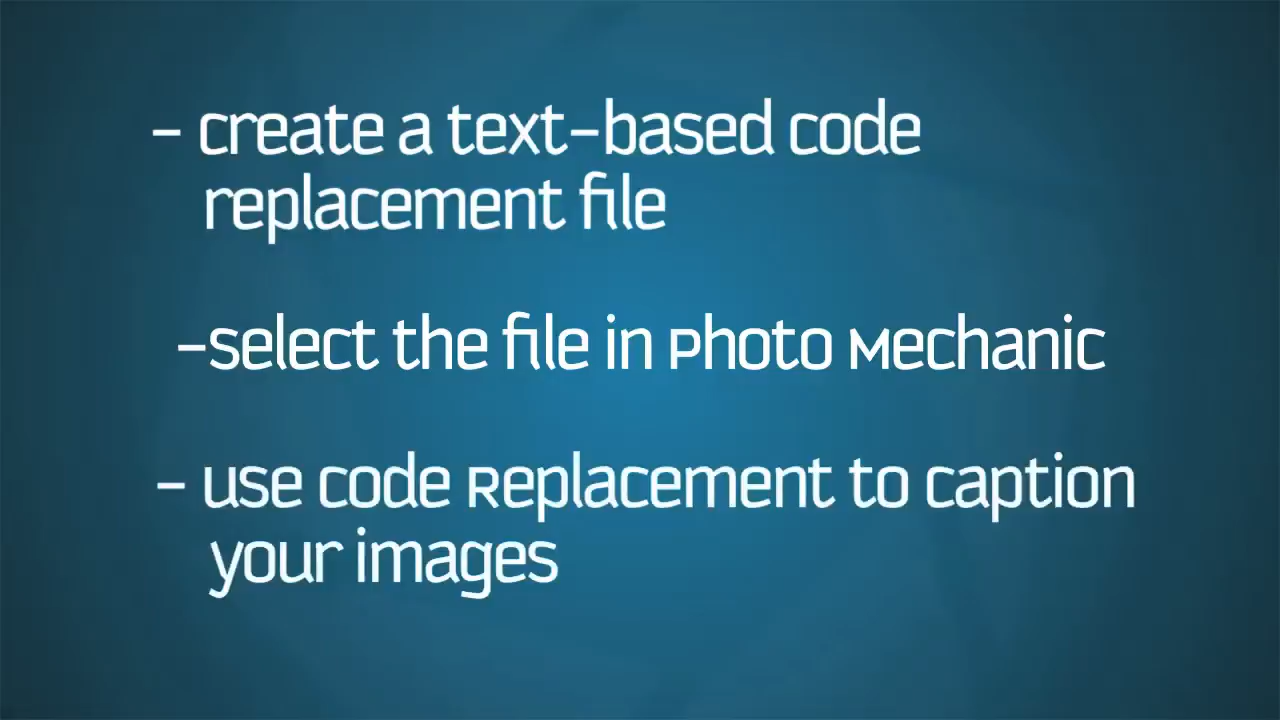 - create a text-based code
replacement file
-select the file in Photo Mechanic
- use code Replacement to caption
your images